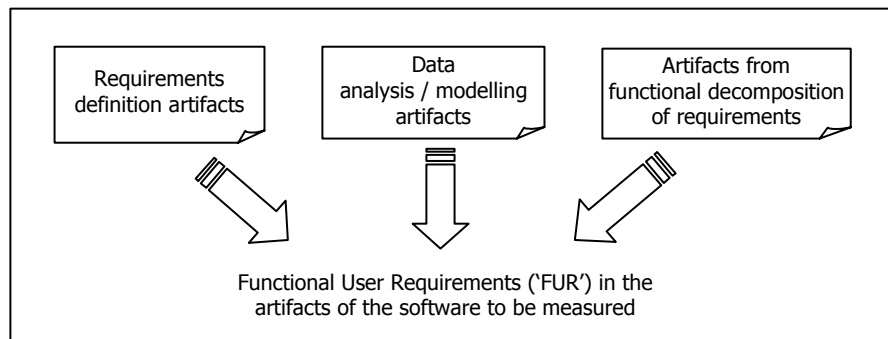 Requirements
definition artifacts
Data
analysis / modelling
artifacts
Artifacts from
functional decomposition
of requirements
Functional User Requirements (‘FUR’) in the
artifacts of the software to be measured